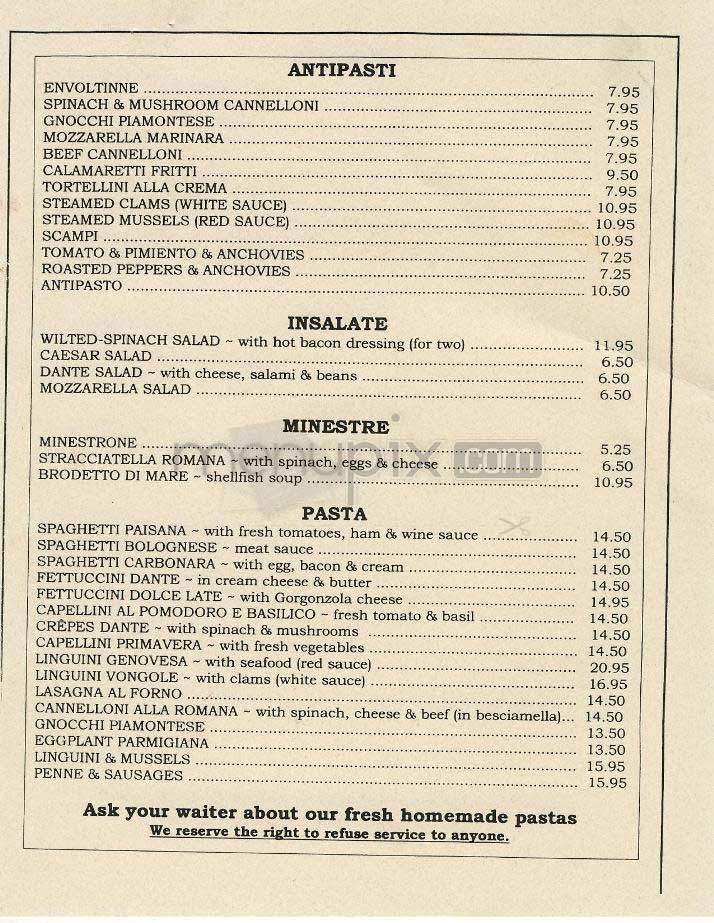 ANTIPASTI
ENVOLTINNE ........ 7.95
SPINACH & MUSHROOM CANNELLONI ........ 7.95
GNOCCHI PIAMONTESE ........ 7.95
MOZZARELLA MARINARA ........ 7.95
BEEF CANNELLONI ........ 7.95
CALAMARETTI FRITTI ........ 9.50
TORTELLINI ALLA CREMA ........ 7.95
STEAMED CLAMS (WHITE SAUCE) ........ 10.95
STEAMED MUSSELS (RED SAUCE) ........ 10.95
SCAMPI ........ 10.95
TOMATO & PIMIENTO & ANCHOVIES ........ 7.25
ROASTED PEPPERS & ANCHOVIES ........ 7.25
ANTIPASTO ........ 10.50
INSALATE
WILTED-SPINACH SALAD ~ with hot bacon dressing (for two) ........ 11.95
CAESAR SALAD ........ 6.50
DANTE SALAD ~ with cheese, salami & beans ........ 6.50
MOZZARELLA SALAD ........ 6.50
MINESTRE
MINESTRONE ........ 5.25
STRACCIATELLA ROMANA ~ with spinach, eggs & cheese ........ 6.50
BRODETTO DI MARE ~ shellfish soup ........ 10.95
menupix.com
PASTA
SPAGHETTI PAISANA ~ with fresh tomatoes, ham & wine sauce ........ 14.50
SPAGHETTI BOLOGNESE ~ meat sauce ........ 14.50
SPAGHETTI CARBONARA ~ with egg, bacon & cream ........ 14.50
FETTUCCINI DANTE ~ in cream cheese & butter ........ 14.50
FETTUCCINI DOLCE LATE ~ with Gorgonzola cheese ........ 14.95
CAPELLINI AL POMODORO E BASILICO ~ fresh tomato & basil ........ 14.50
CRÊPES DANTE ~ with spinach & mushrooms ........ 14.50
CAPELLINI PRIMAVERA ~ with fresh vegetables ........ 14.50
LINGUINI GENOVESA ~ with seafood (red sauce) ........ 20.95
LINGUINI VONGOLE ~ with clams (white sauce) ........ 16.95
LASAGNA AL FORNO ........ 14.50
CANNELLONI ALLA ROMANA ~ with spinach, cheese & beef (in besciamella)... 14.50
GNOCCHI PIAMONTESE ........ 13.50
EGGPLANT PARMIGIANA ........ 13.50
LINGUINI & MUSSELS ........ 15.95
PENNE & SAUSAGES ........ 15.95
Ask your waiter about our fresh homemade pastas
We reserve the right to refuse service to anyone.